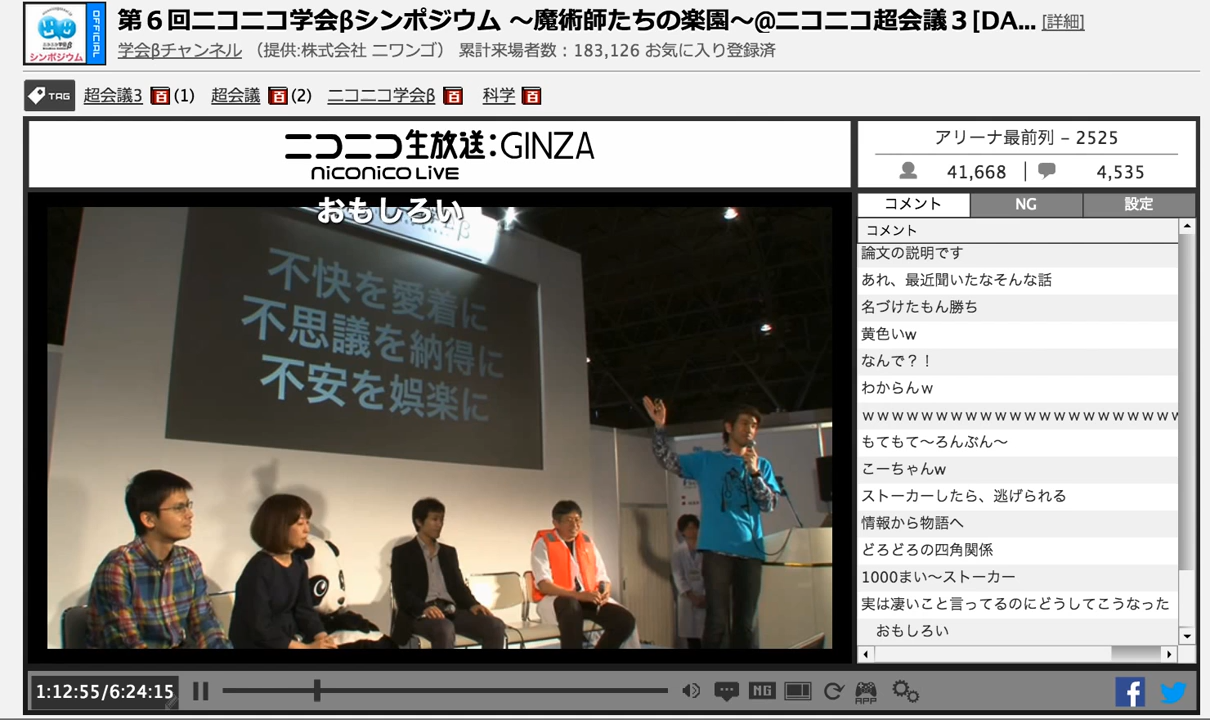 第６回ニコニコ学会βシンポジウム ～魔術師たちの楽園～@ニコニコ超会議３[DA... [詳細]
シンポジウム
OFFICIAL
学会βチャンネル （提供:株式会社 ニワンゴ） 累計来場者数：183,126 お気に入り登録済
TAG 超会議3 百 (1) 超会議 百 (2) ニコニコ学会β 百 科学 百
ニコニコ生放送:GINZA
niconico LiVE
アリーナ最前列 – 2525
41,668 4,535
コメント NG 設定
コメント
論文の説明です
あれ、最近聞いたなそんな話
名づけたもん勝ち
黄色いw
なんで？！
わからんｗ
ｗｗｗｗｗｗｗｗｗｗｗｗｗｗｗｗｗｗｗｗｗｗ
もてもて～ろんぶん～
こーちゃんw
ストーカーしたら、逃げられる
情報から物語へ
どろどろの四角関係
1000まい～ストーカー
実は凄いこと言ってるのにどうしてこうなった
おもしろい
おもしろい
不快を愛着に
不思議を納得に
不安を娯楽に
1:12:55/6:24:15
NG
APP